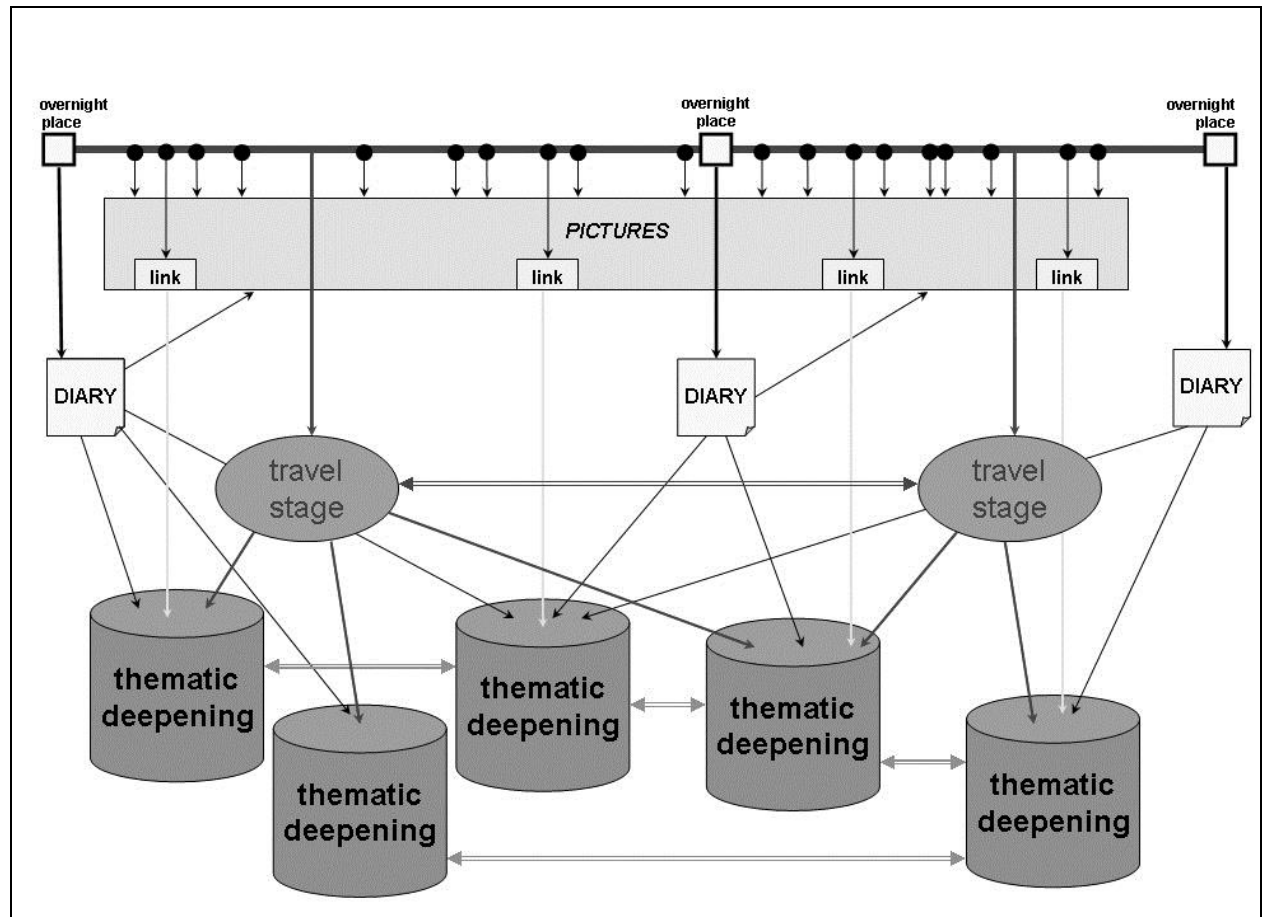 overnight
place
overnight
place
overnight
place
PICTURES
link
link
link
link
DIARY
DIARY
DIARY
travel
stage
travel
stage
thematic
deepening
thematic
deepening
thematic
deepening
thematic
deepening
thematic
deepening